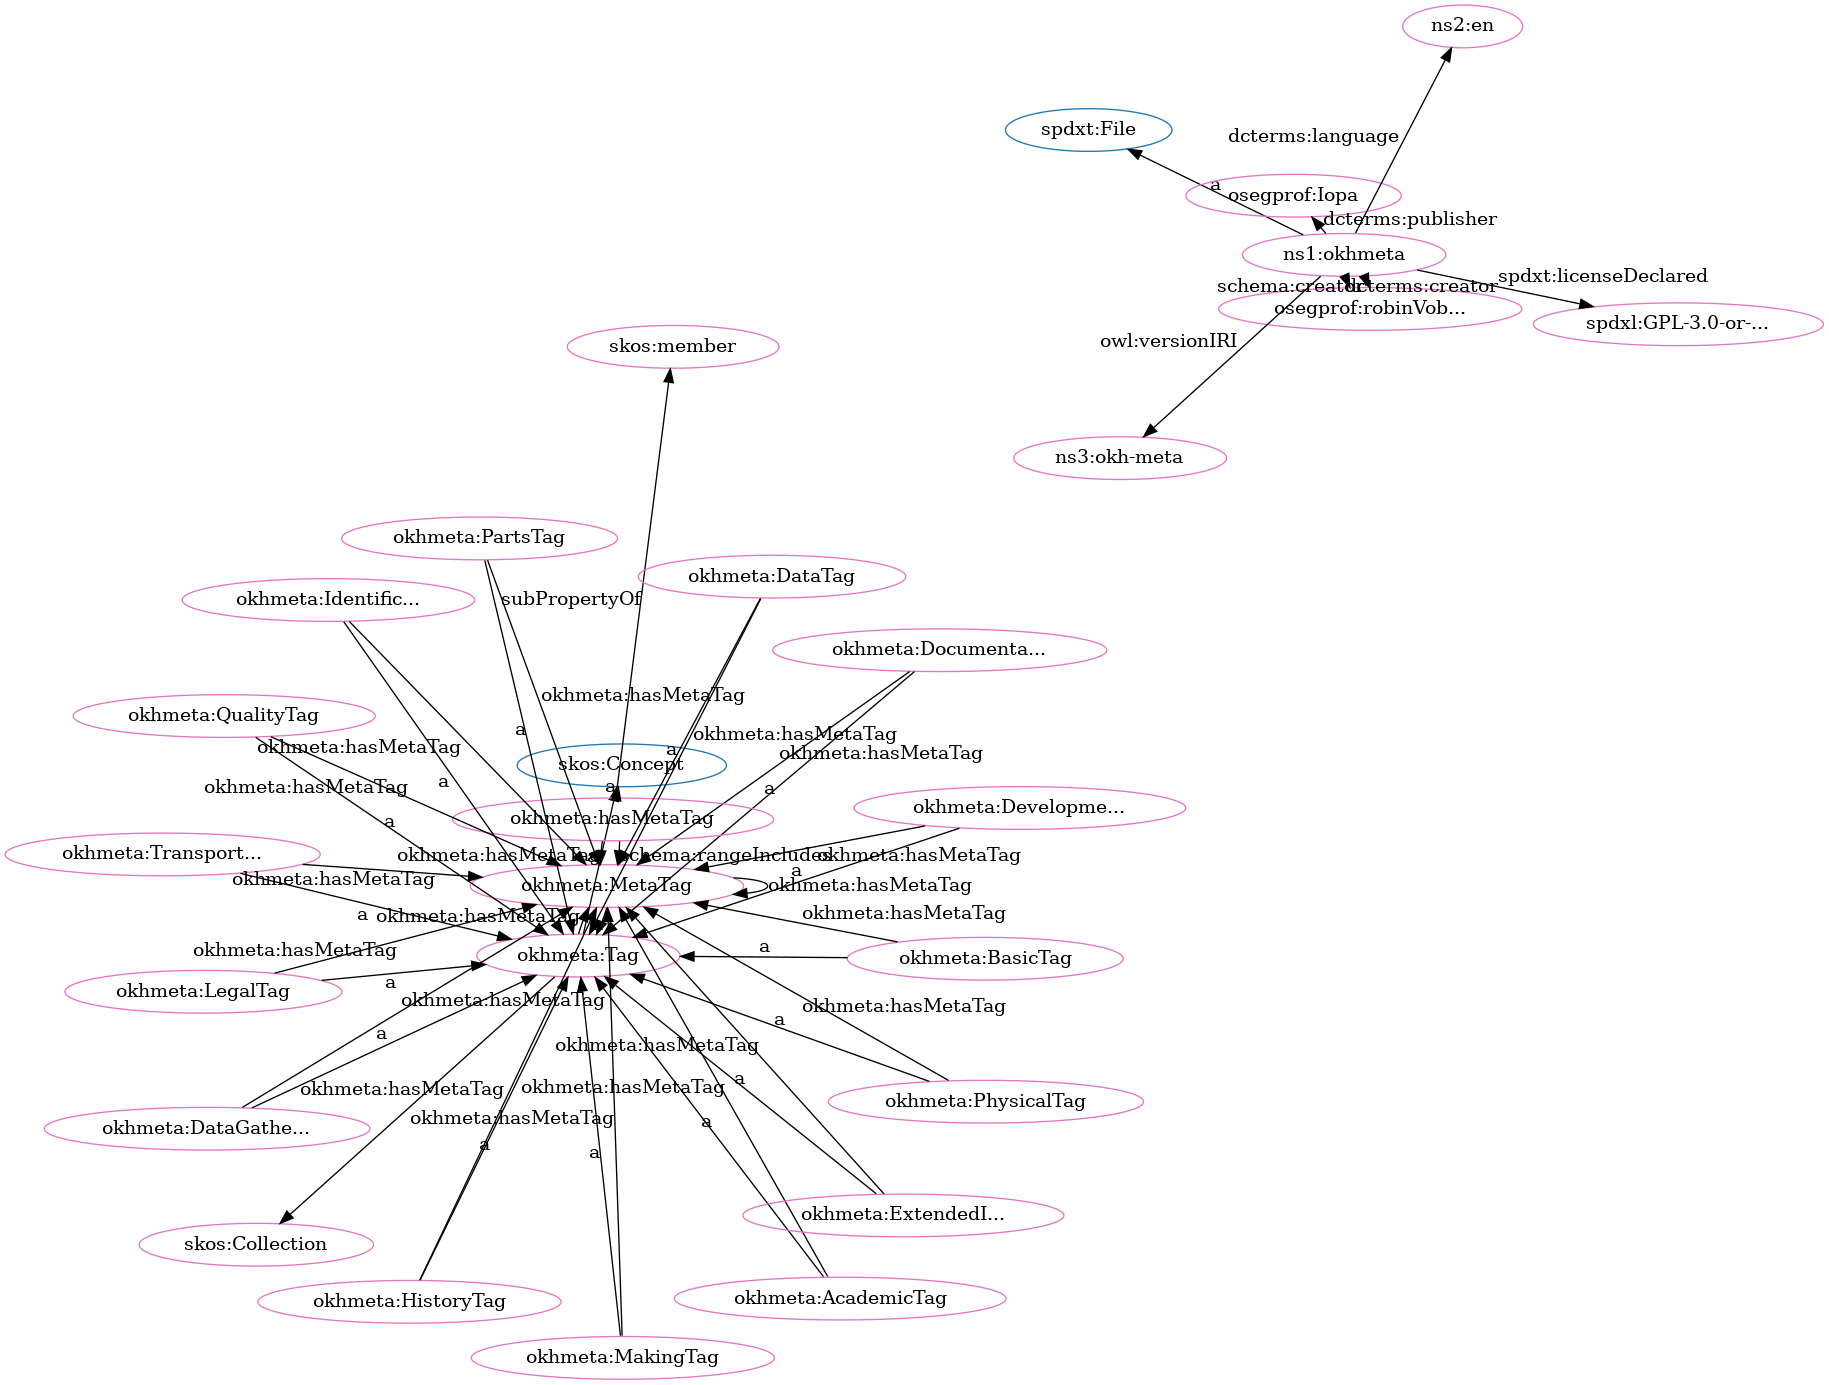 ns2:en
spdxt:File
dcterms:language
a
osegprof:Iopa
dcterms:publisher
ns1:okhmeta
spdxt:licenseDeclared
schema:creator
dcterms:creator
osegprof:robinVob...
spdxl:GPL-3.0-or-...
owl:versionIRI
skos:member
ns3:okh-meta
okhmeta:PartsTag
okhmeta:DataTag
okhmeta:Identific...
subPropertyOf
okhmeta:Documenta...
okhmeta:hasMetaTag
okhmeta:QualityTag
a
okhmeta:hasMetaTag
okhmeta:hasMetaTag
a
okhmeta:hasMetaTag
skos:Concept
a
okhmeta:hasMetaTag
a
a
okhmeta:Developme...
a
okhmeta:hasMetaTag
okhmeta:Transport...
okhmeta:hasMetaTag
schema:rangeIncludes
okhmeta:hasMetaTag
a
okhmeta:hasMetaTag
okhmeta:MetaTag
okhmeta:hasMetaTag
a
okhmeta:hasMetaTag
okhmeta:hasMetaTag
okhmeta:hasMetaTag
okhmeta:Tag
a
okhmeta:BasicTag
a
okhmeta:LegalTag
okhmeta:hasMetaTag
okhmeta:hasMetaTag
a
a
okhmeta:hasMetaTag
okhmeta:hasMetaTag
okhmeta:hasMetaTag
a
okhmeta:PhysicalTag
okhmeta:DataGathe...
okhmeta:hasMetaTag
a
a
a
okhmeta:ExtendedI...
skos:Collection
okhmeta:HistoryTag
okhmeta:AcademicTag
okhmeta:MakingTag